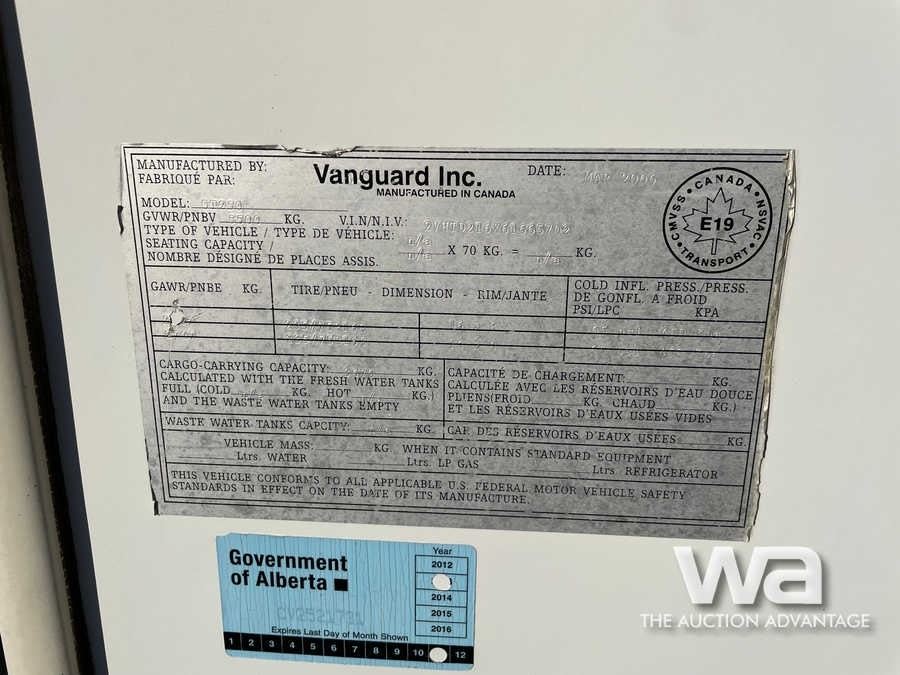 MANUFACTURED BY:
FABRIQUÉ PAR:
Vanguard Inc.
MANUFACTURED IN CANADA
DATE: MAR 2006
MODEL:
GVWR/PNBV KG. V.I.N/N.I.V.:
TYPE OF VEHICLE / TYPE DE VÉHICLE: n/a
SEATING CAPACITY /
NOMBRE DÉSIGNÉ DE PLACES ASSIS. n/a X 70 KG. = n/a KG.
CANADA
CMVSS NSVAC
E19
TRANSPORT
GAWR/PNBE KG.
TIRE/PNEU - DIMENSION - RIM/JANTE
COLD INFL. PRESS./PRESS.
DE GONFL. A FROID
PSI/LPC KPA
CARGO-CARRYING CAPACITY: KG.
CALCULATED WITH THE FRESH WATER TANKS
FULL (COLD KG. HOT KG.)
AND THE WASTE WATER TANKS EMPTY
CAPACITÉ DE CHARGEMENT: KG
CALCULÉE AVEC LES RÉSERVOIRS D'EAU DOUCE
PLIENS(FROID KG CHAUD KG.)
ET LES RÉSERVOIRS D'EAUX USÉES VIDES
WASTE WATER TANKS CAPCITY: KG.
CAP. DES RÉSERVOIRS D'EAUX USÉES KG.
VEHICLE MASS: KG. WHEN IT CONTAINS STANDARD EQUIPMENT
Ltrs. WATER Ltrs. LP GAS Ltrs. REFRIGERATOR
THIS VEHICLE CONFORMS TO ALL APPLICABLE U.S. FEDERAL MOTOR VEHICLE SAFETY
STANDARDS IN EFFECT ON THE DATE OF ITS MANUFACTURE.
Government
of Alberta
CV2521721
Expires Last Day of Month Shown
Year
2012
2014
2015
2016
1 2 3 4 5 6 7 8 9 10 12
wa
THE AUCTION ADVANTAGE